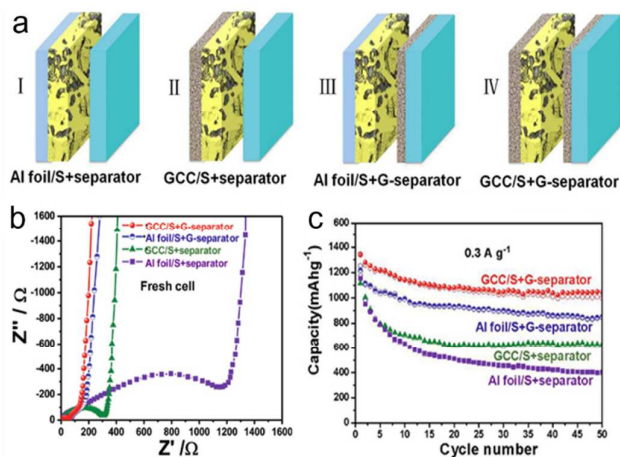 a
I
II
III
IV
Al foil/S+separator
GCC/S+separator
Al foil/S+G-separator
GCC/S+G-separator
b
-1600
-1400
-1200
-1000
-800
-600
-400
-200
0
Z'' / Ω
GCC/S+G-separator
Al foil/S+G-separator
GCC/S+separator
Al foil/S+separator
Fresh cell
0 200 400 600 800 1000 1200 1400 1600
Z' /Ω
c
1600
1400
1200
1000
800
600
400
200
0
Capacity(mAhg⁻¹)
0.3 A g⁻¹
GCC/S+G-separator
Al foil/S+G-separator
GCC/S+separator
Al foil/S+separator
0 5 10 15 20 25 30 35 40 45 50
Cycle number